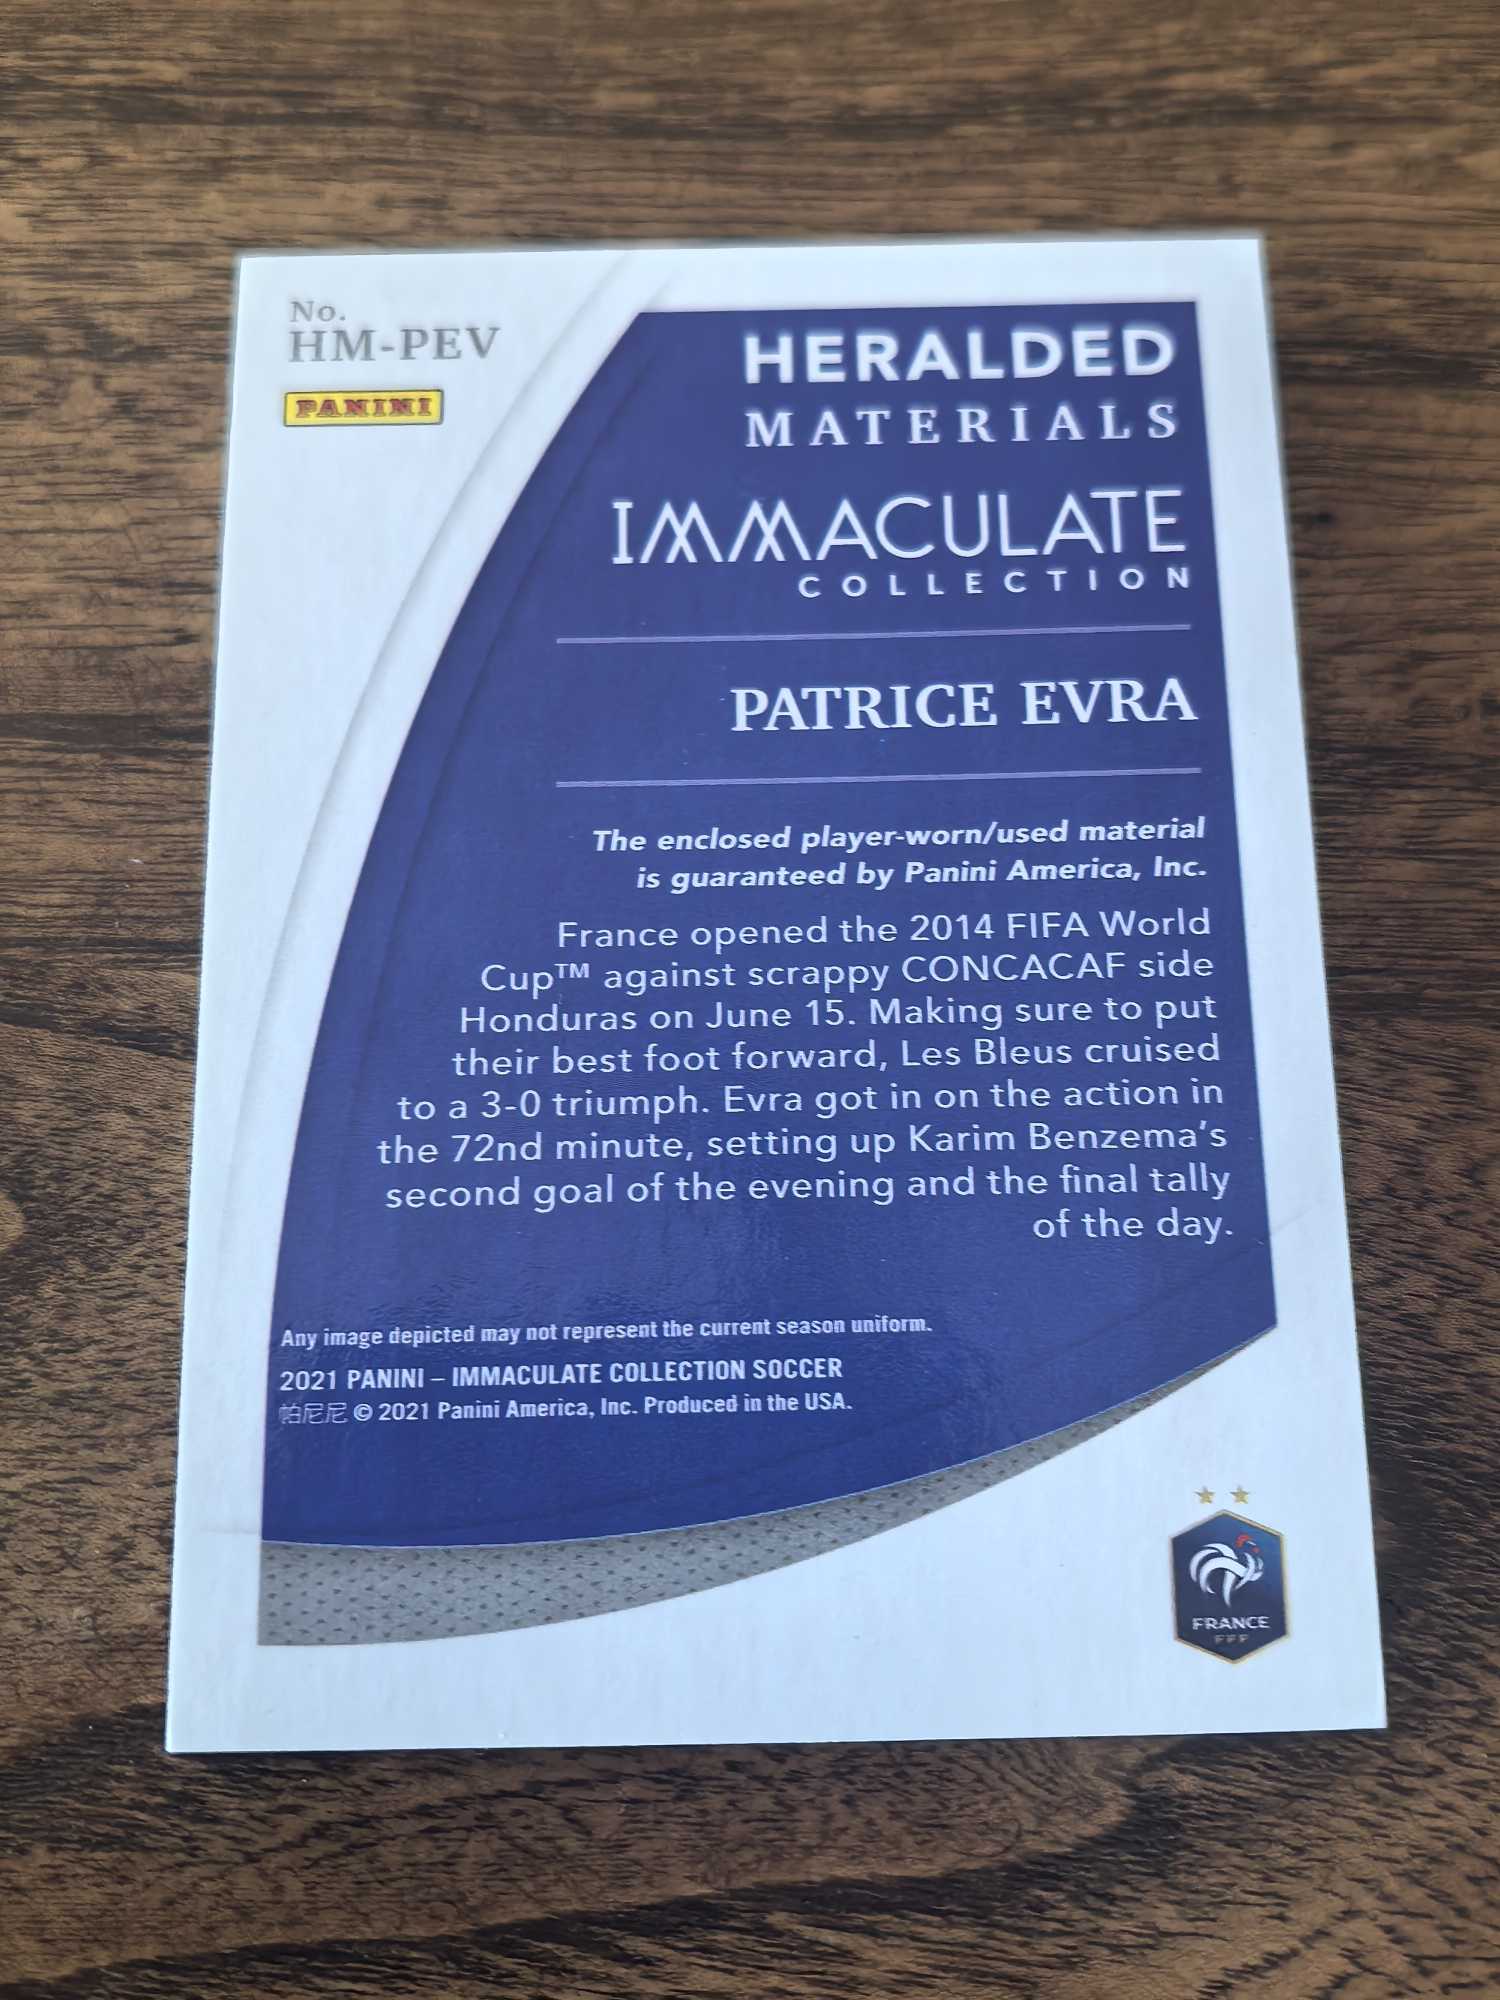 No.
HM-PEV
PANINI
HERALDED
MATERIALS
IMMACULATE
COLLECTION
PATRICE EVRA
The enclosed player-worn/used material
is guaranteed by Panini America, Inc.
France opened the 2014 FIFA World
Cup™ against scrappy CONCACAF side
Honduras on June 15. Making sure to put
their best foot forward, Les Bleus cruised
to a 3-0 triumph. Evra got in on the action in
the 72nd minute, setting up Karim Benzema's
second goal of the evening and the final tally
of the day.
Any image depicted may not represent the current season uniform.
2021 PANINI – IMMACULATE COLLECTION SOCCER
帕尼尼 © 2021 Panini America, Inc. Produced in the USA.
FRANCE
FFF